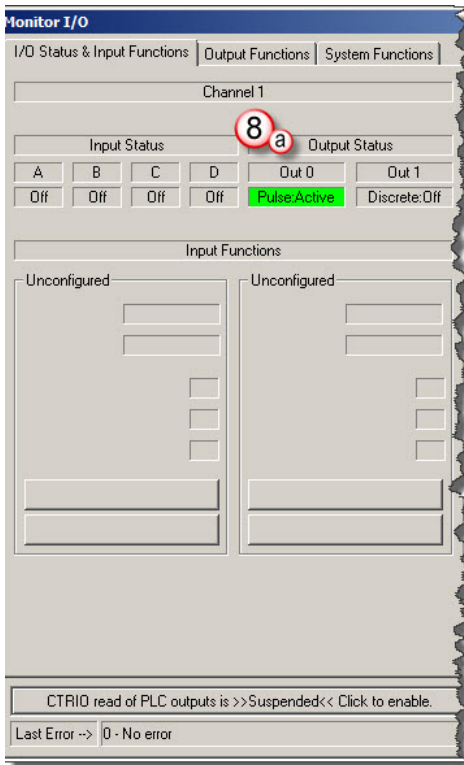 Monitor I/O
I/O Status & Input Functions Output Functions System Functions
Channel 1
8 a
Input Status Output Status
A B C D Out 0 Out 1
Off Off Off Off Pulse:Active Discrete:Off
Input Functions
Unconfigured Unconfigured
CTRIO read of PLC outputs is >>Suspended<< Click to enable.
Last Error --> 0 - No error